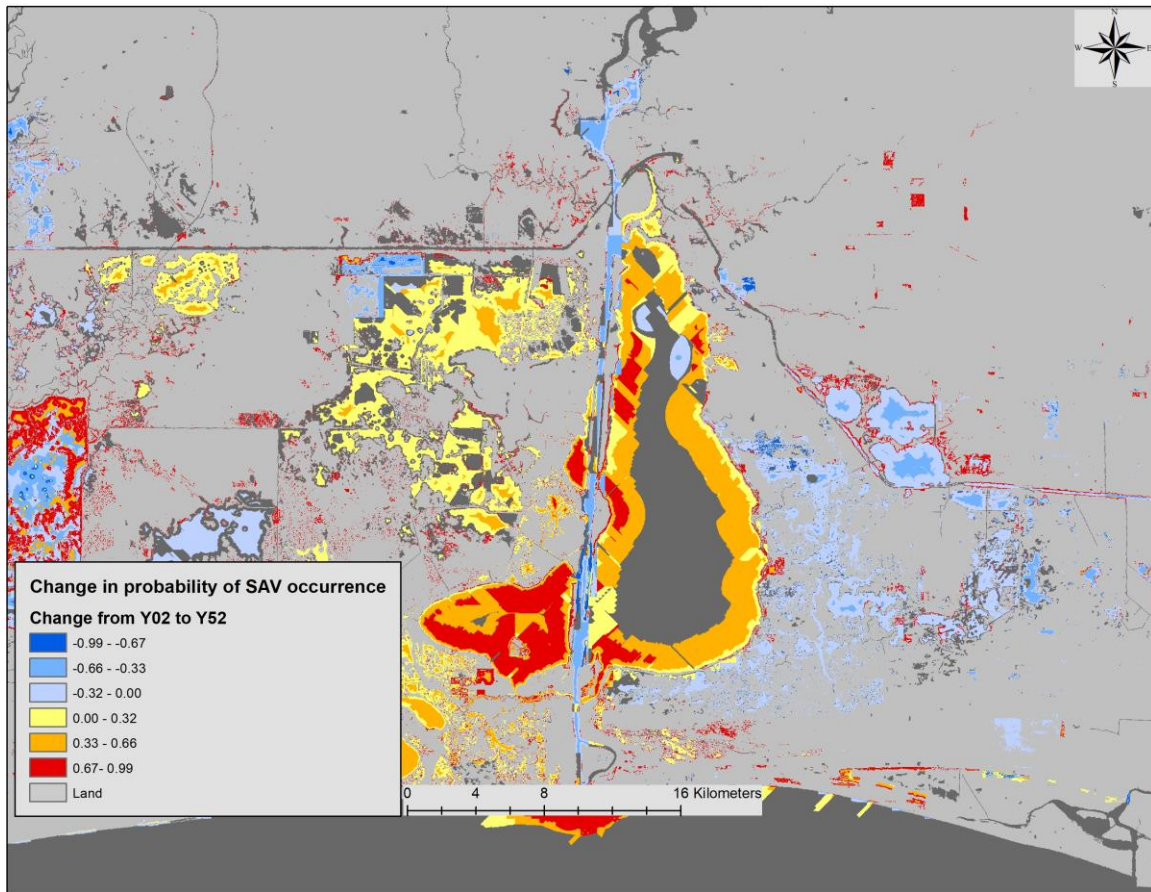 N
W E
S
Change in probability of SAV occurrence
Change from Y02 to Y52
-0.99 - -0.67
-0.66 - -0.33
-0.32 - 0.00
0.00 - 0.32
0.33 - 0.66
0.67- 0.99
Land
0 4 8 16 Kilometers